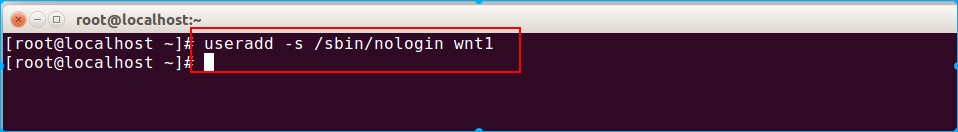 root@localhost:~
[root@localhost ~]# useradd -s /sbin/nologin wnt1
[root@localhost ~]#